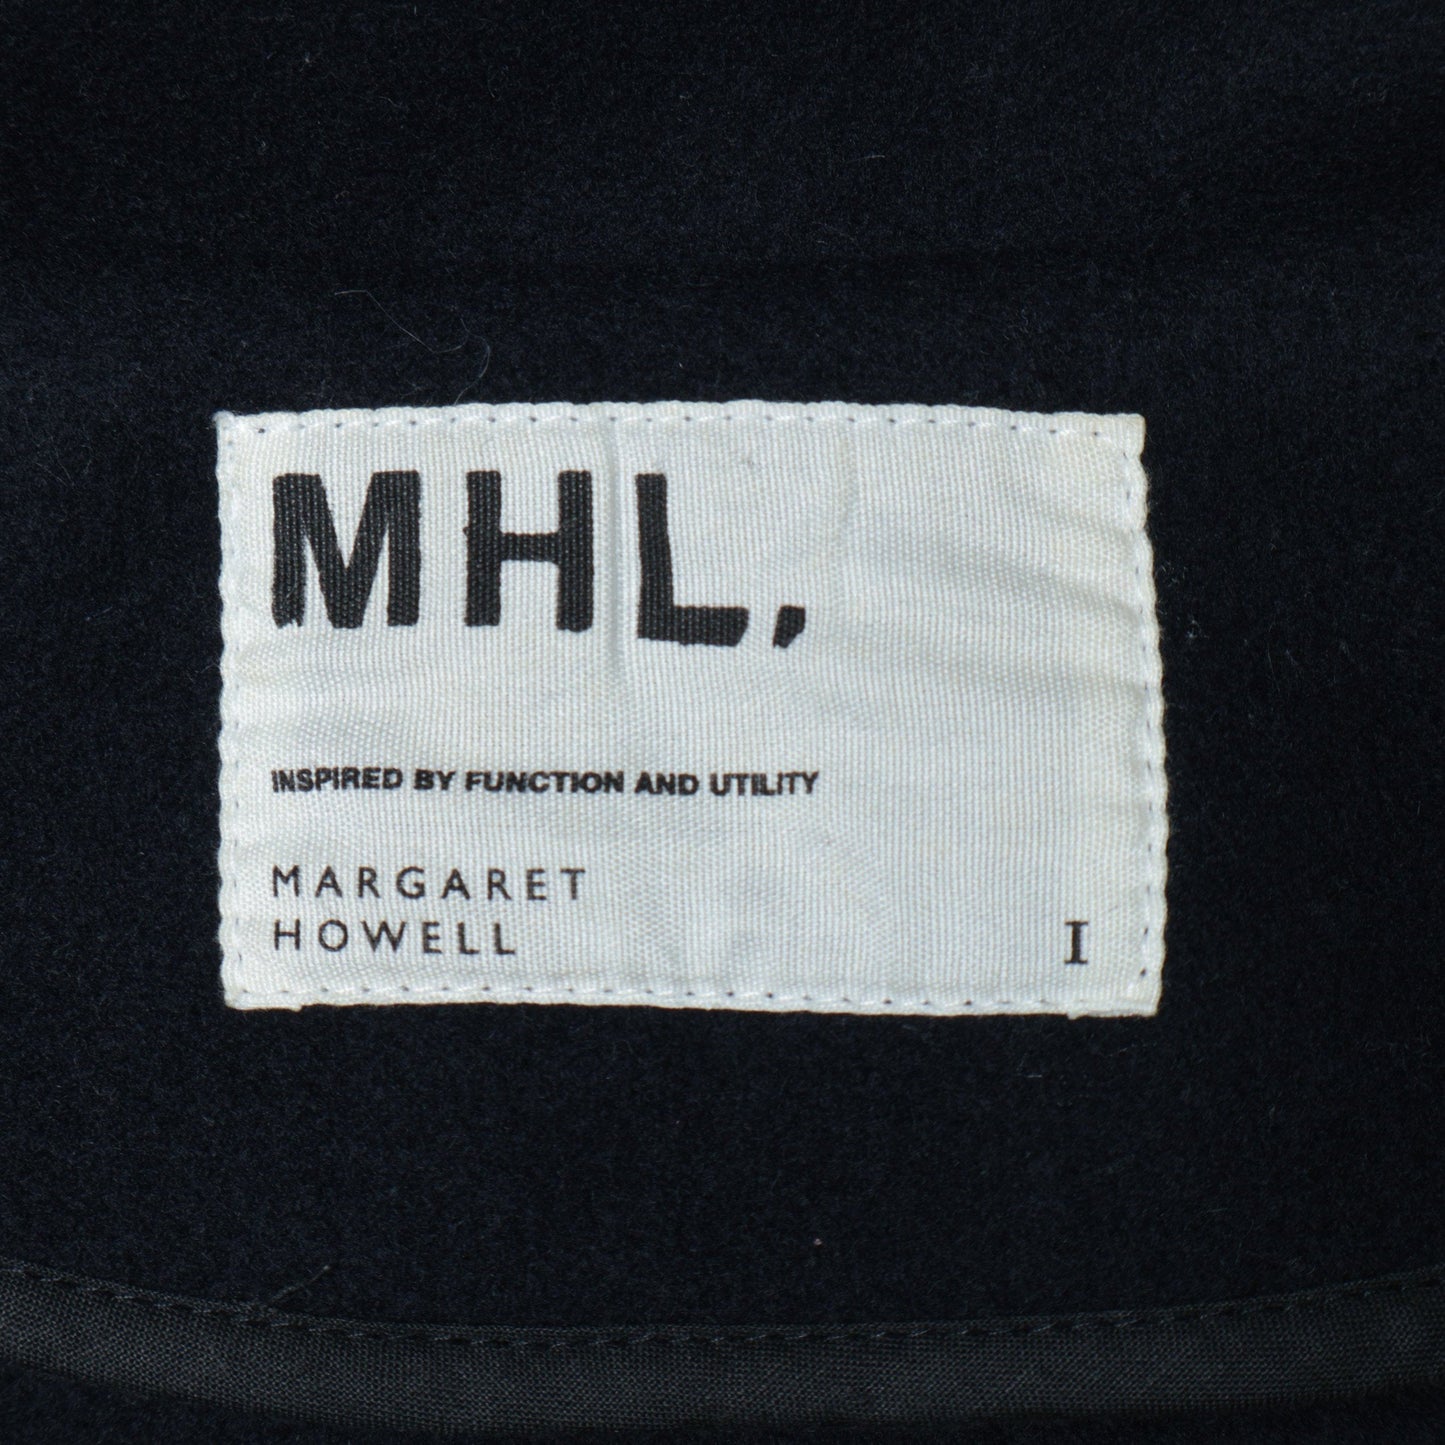 MHL,
INSPIRED BY FUNCTION AND UTILITY
MARGARET
HOWELL
I